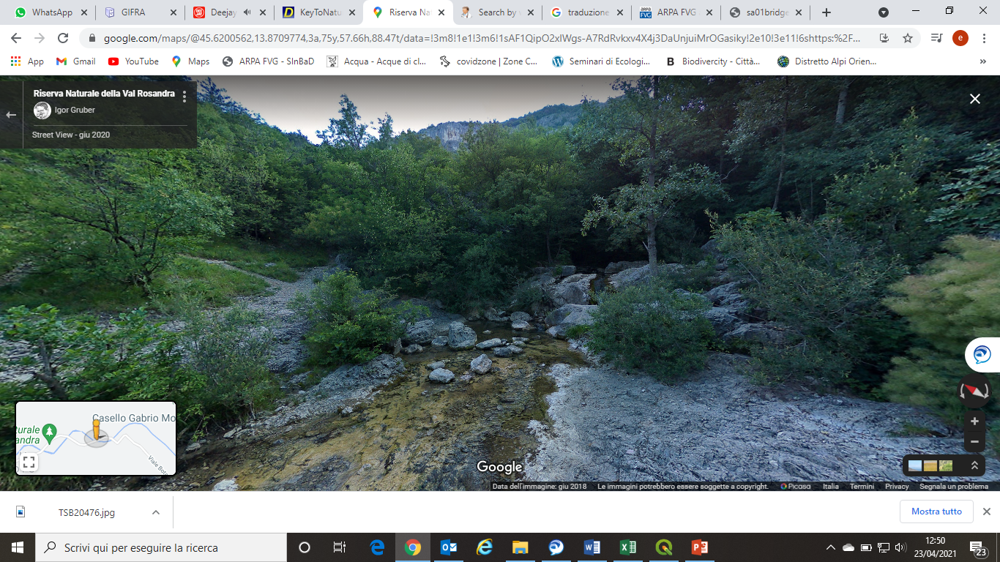 WhatsApp
GIFRA
Deejay
KeyToNatu
Riserva Na
Search by
traduzione
ARPA FVG
sa01bridge
google.com/maps/@45.6200562,13.8709774,3a,75y,57.66h,88.47t/data=!3m8!1e1!3m6!1sAF1QipO2xIWgs-A7RdRvkxv4X4j3DaUnjuiMrOGasiky!2e10!3e11!6shttps:%2F...
e
App
Gmail
YouTube
Maps
ARPA FVG - SInBaD
Acqua - Acque di cl...
covidzone | Zone C...
Seminari di Ecologi...
Biodivercity - Città...
Distretto Alpi Orien...
Riserva Naturale della Val Rosandra
Igor Gruber
Street View - giu 2020
Casello Gabrio Mo
urale
andra
Viale Bor
Google
Data dell'immagine: giu 2018 Le immagini potrebbero essere soggette a copyright. Picasa Italia Termini Privacy Segnala un problema
TSB20476.jpg
Mostra tutto
Scrivi qui per eseguire la ricerca
12:50
23/04/2021
23